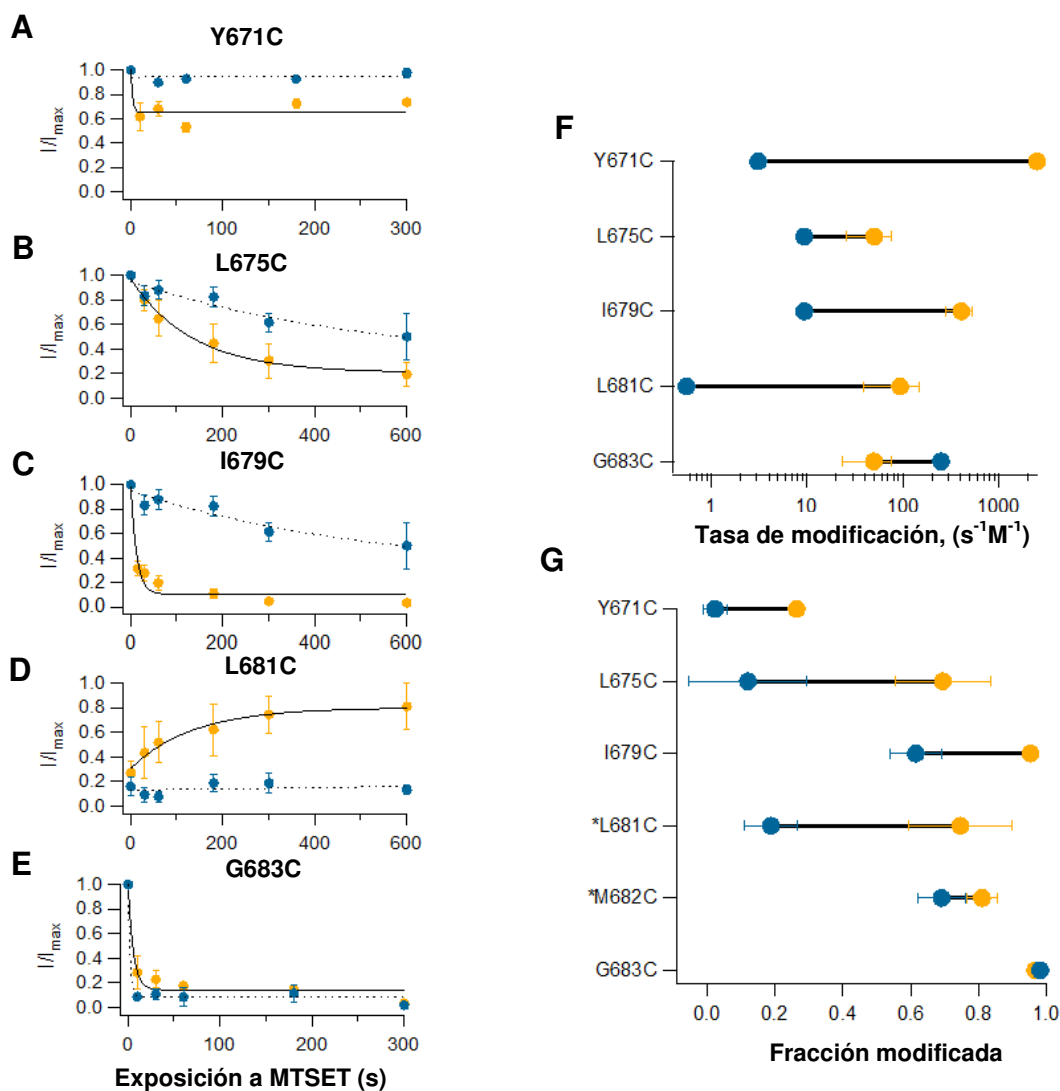 A
Y671C
I/Imax
1.0
0.8
0.6
0.4
0.2
0.0
0 100 200 300
B
L675C
I/Imax
1.0
0.8
0.6
0.4
0.2
0.0
0 200 400 600
C
I679C
I/Imax
1.0
0.8
0.6
0.4
0.2
0.0
0 200 400 600
D
L681C
I/Imax
1.0
0.8
0.6
0.4
0.2
0.0
0 200 400 600
E
G683C
I/Imax
1.0
0.8
0.6
0.4
0.2
0.0
0 100 200 300
Exposición a MTSET (s)
F
Y671C
L675C
I679C
L681C
G683C
1 10 100 1000
Tasa de modificación, (s⁻¹M⁻¹)
G
Y671C
L675C
I679C
*L681C
*M682C
G683C
0.0 0.2 0.4 0.6 0.8 1.0
Fracción modificada